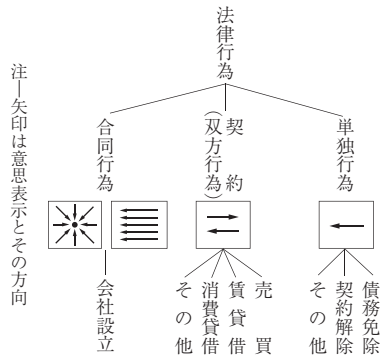 法律行為
単独行為
債務免除
契約解除
その他
契約
(双方行為)
売買
賃貸借
消費貸借
その他
合同行為
会社設立
注―矢印は意思表示とその方向